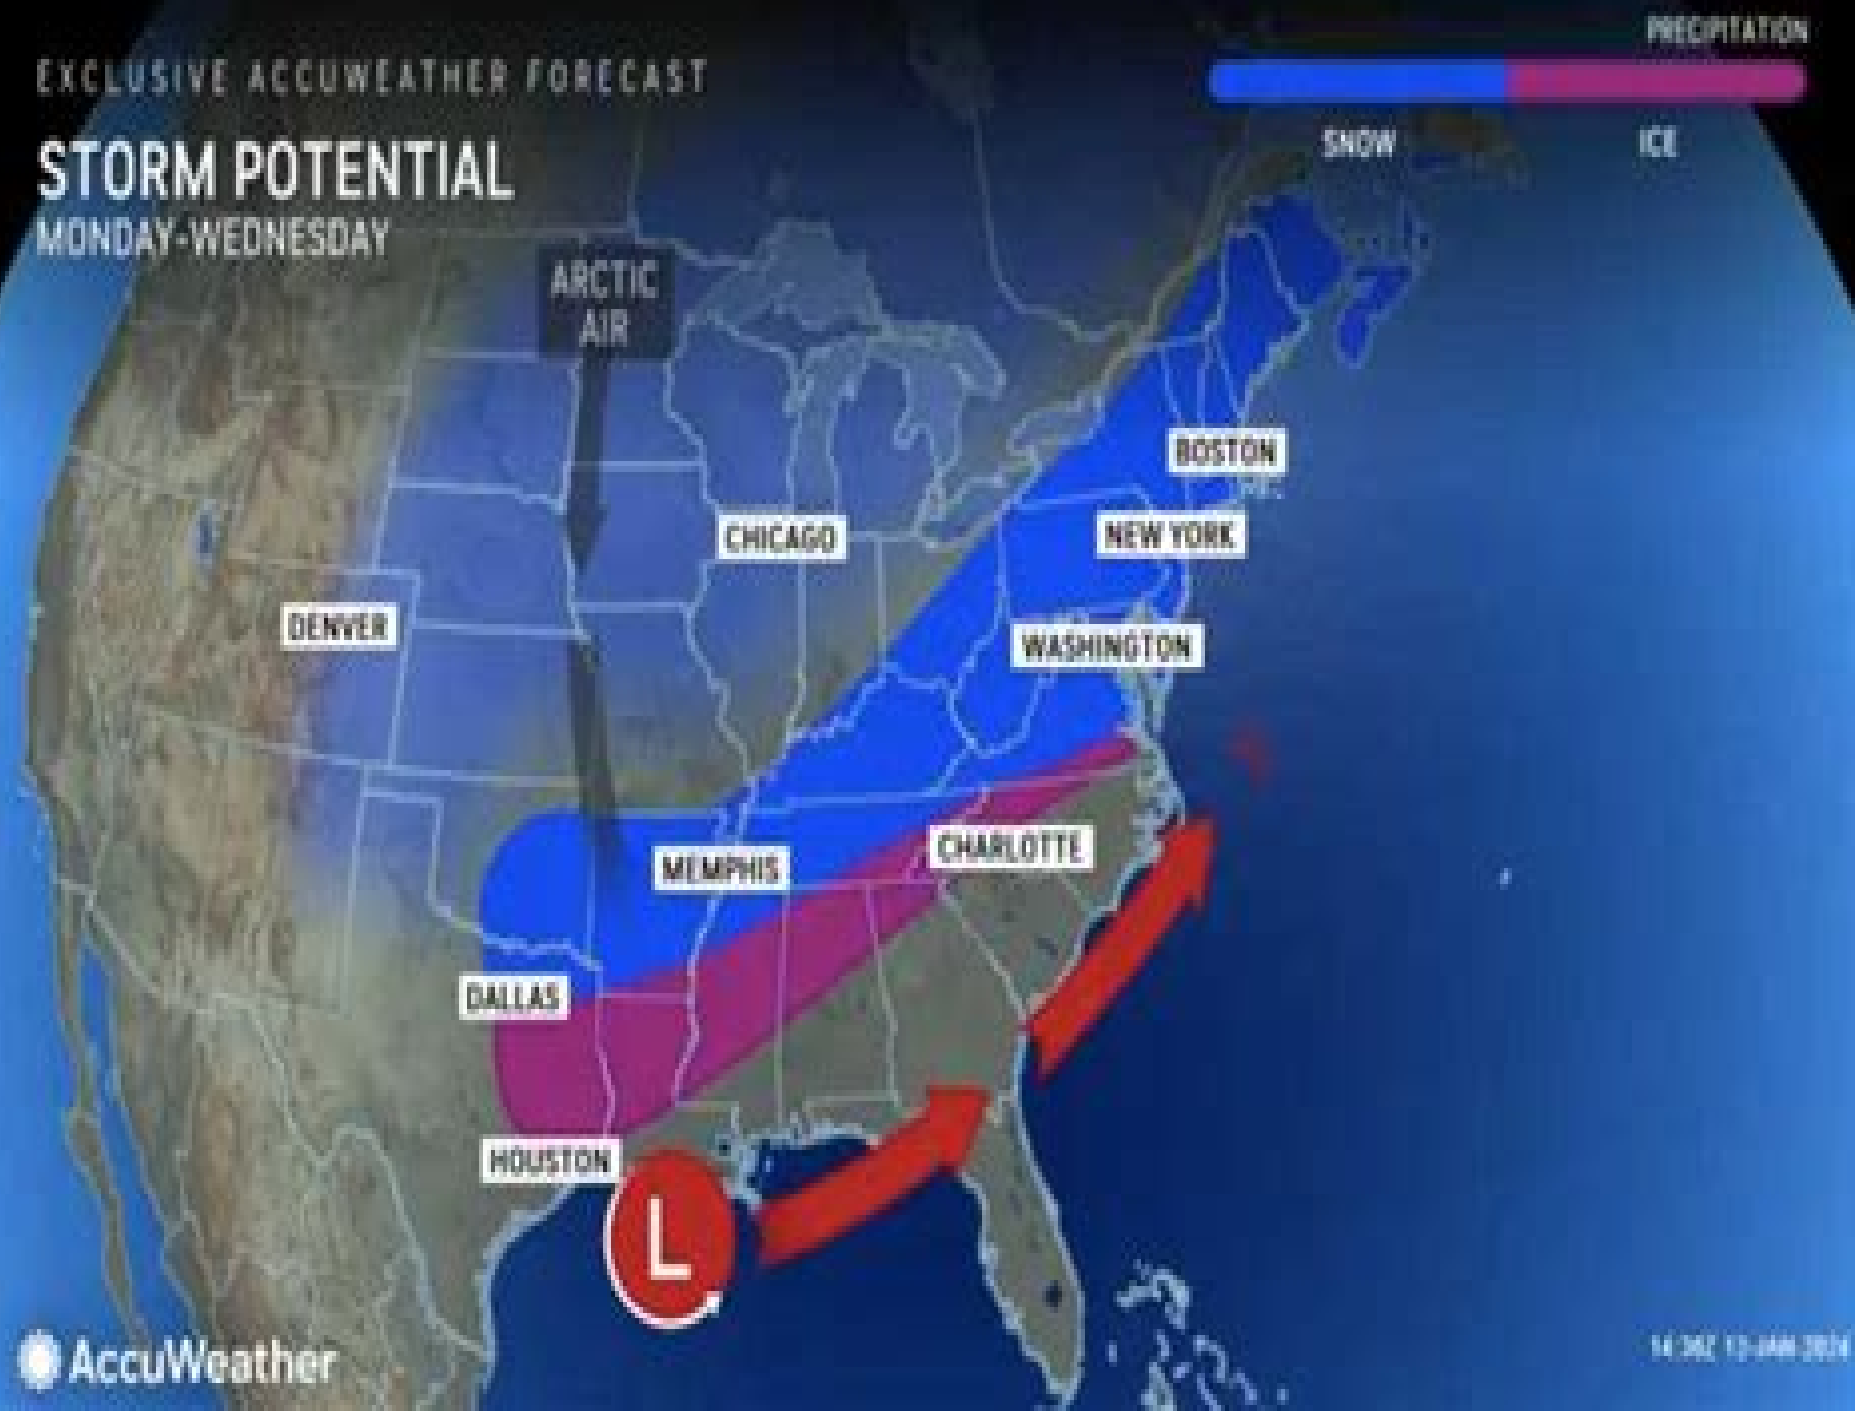 PRECIPITATION
EXCLUSIVE ACCUWEATHER FORECAST
SNOW ICE
STORM POTENTIAL
MONDAY-WEDNESDAY
ARCTIC
AIR
BOSTON
NEW YORK
CHICAGO
DENVER
WASHINGTON
CHARLOTTE
MEMPHIS
DALLAS
HOUSTON
L
AccuWeather